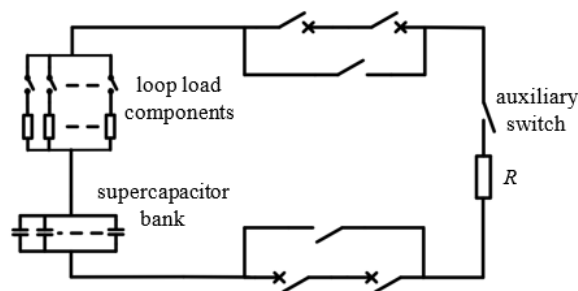 loop load
components
auxiliary
switch
R
supercapacitor
bank